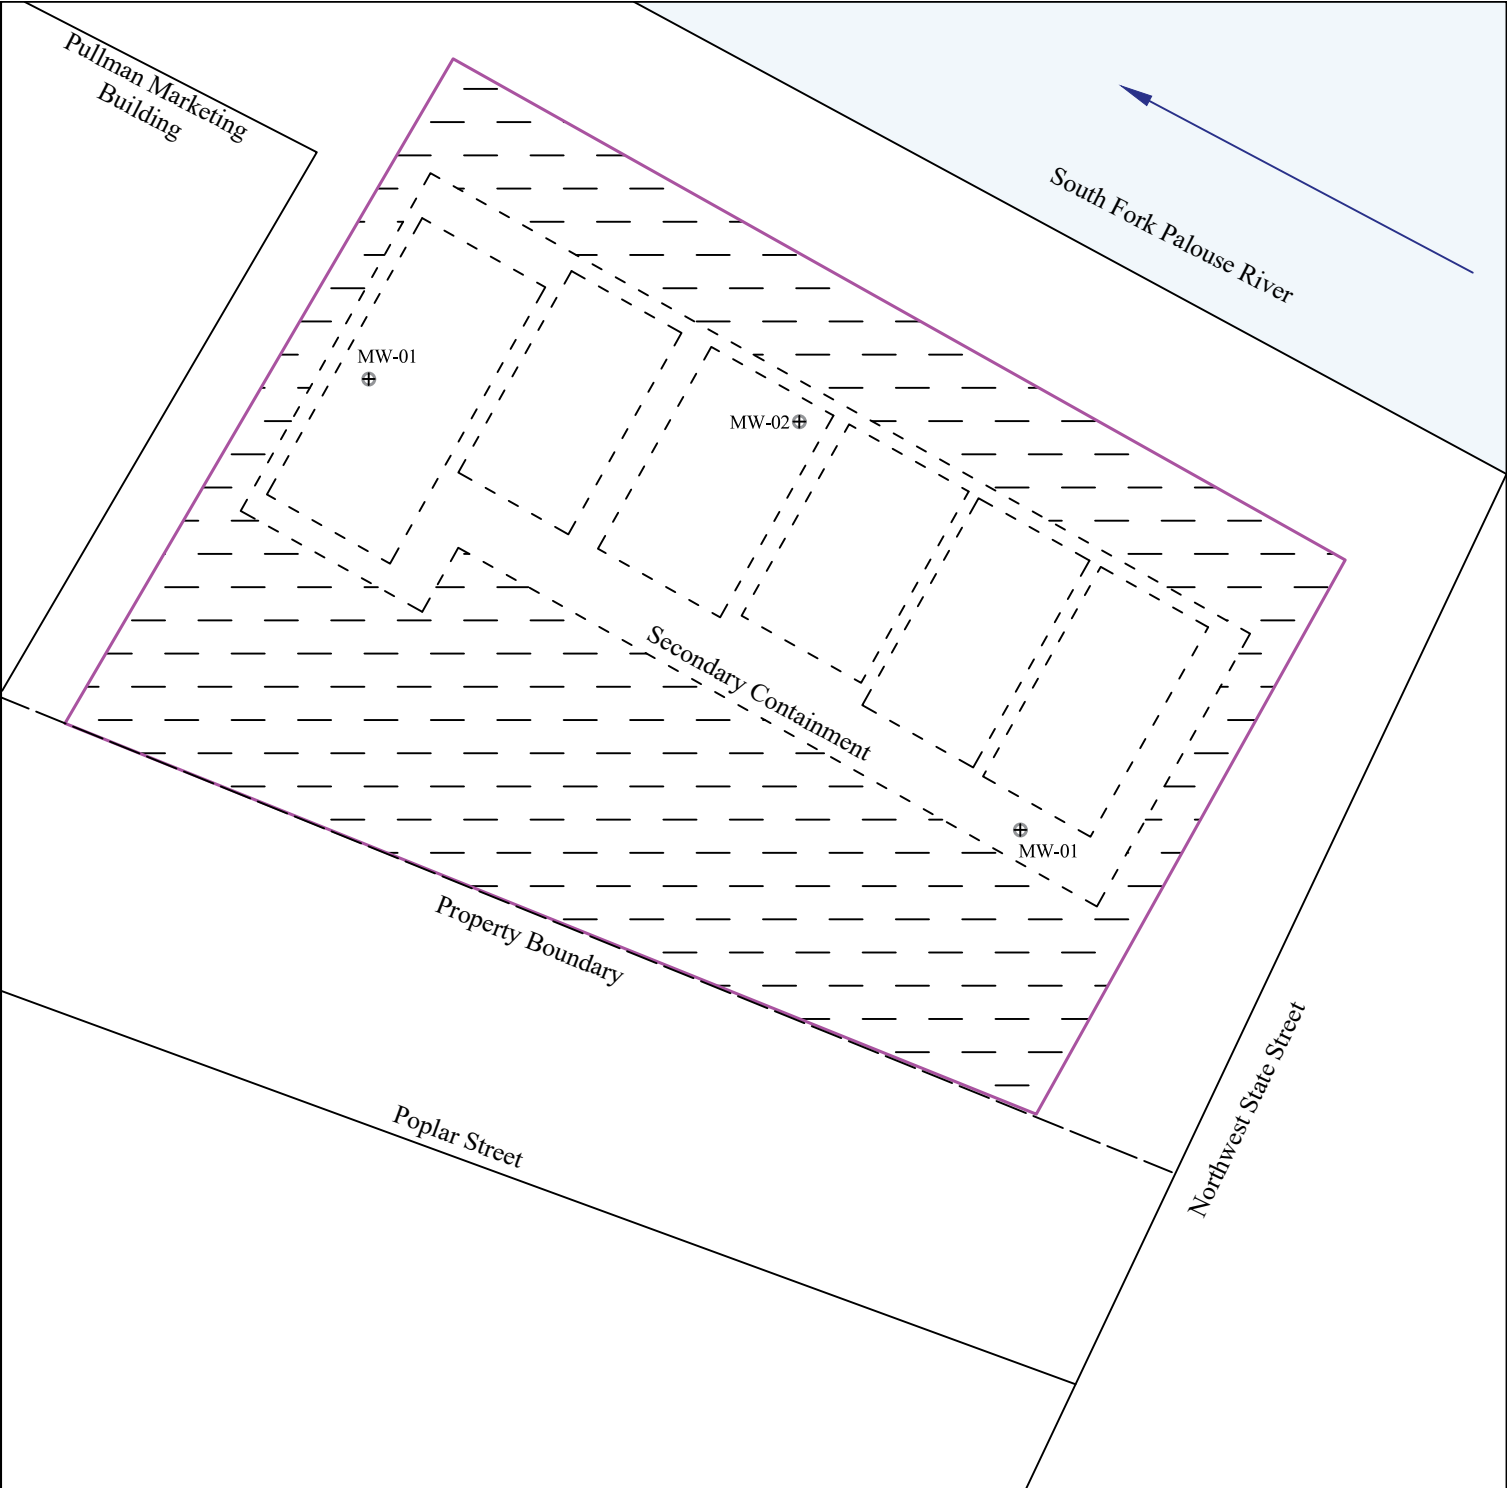 Pullman Marketing
Building
South Fork Palouse River
MW-01
MW-02
Secondary Containment
MW-01
Property Boundary
Northwest State Street
Poplar Street